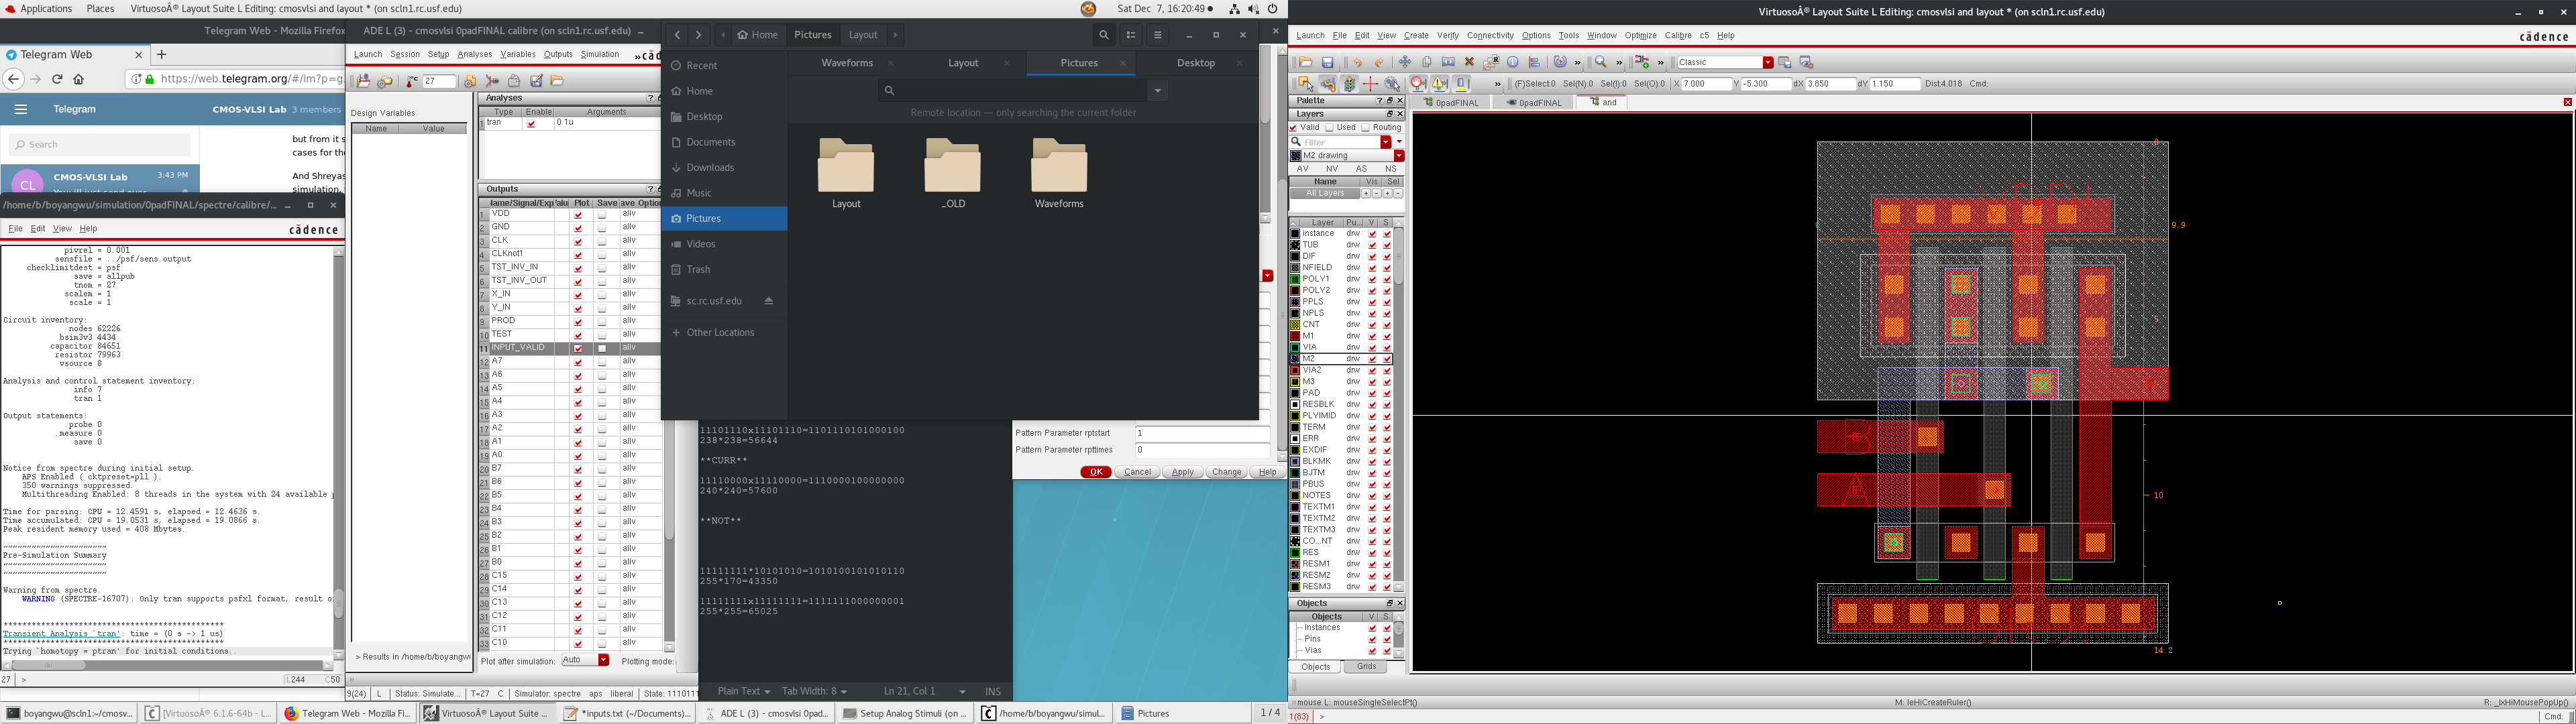 Applications Places VirtuosoÂ® Layout Suite L Editing: cmosvlsi and layout * (on scln1.rc.usf.edu)
Sat Dec 7, 16:20:49
Telegram Web - Mozilla Firefox
Telegram Web
https://web.telegram.org/#/im?p=g
Telegram
CMOS-VLSI Lab 3 members
Search
CL
CMOS-VLSI Lab 3:43 PM
but from it s
cases for the
And Shreyas
simulation,
/home/b/boyangwu/simulation/0padFINAL/spectre/calibre/...
File Edit View Help cādence
pivrel = 0.001
sensfile = ../psf/sens.output
checklimitdest = psf
save = allpub
tnom = 27
scalem = 1
scale = 1
Circuit inventory:
nodes 62226
bsim3v3 4434
capacitor 84651
resistor 79963
vsource 8
Analysis and control statement inventory:
info 7
tran 1
Output statements:
.probe 0
.measure 0
save 0
Notice from spectre during initial setup.
APS Enabled ( cktpreset=pll ).
350 warnings suppressed.
Multithreading Enabled: 8 threads in the system with 24 available p
Time for parsing: CPU = 12.4591 s, elapsed = 12.4636 s.
Time accumulated: CPU = 19.0531 s, elapsed = 19.0866 s.
Peak resident memory used = 408 Mbytes.
~~~~~~~~~~~~~~~~~~~~~~
Pre-Simulation Summary
~~~~~~~~~~~~~~~~~~~~~~
Warning from spectre.
WARNING (SPECTRE-16707): Only tran supports psfxl format, result o
************************************************
Transient Analysis `tran': time = (0 s -> 1 us)
************************************************
Trying `homotopy = ptran' for initial conditions..
27 > L244 C50
ADE L (3) - cmosvlsi 0padFINAL calibre (on scln1.rc.usf.edu)
Launch Session Setup Analyses Variables Outputs Simulation » cād
27
Design Variables
Name Value
> Results in /home/b/boyangw
Analyses
Type Enable Arguments
1 tran 0 1u
Outputs
Name/Signal/Expr Value Plot Save Save Option
1 VDD allv
2 GND allv
3 CLK allv
4 CLKnot1 allv
5 TST_INV_IN allv
6 TST_INV_OUT allv
7 X_IN allv
8 Y_IN allv
9 PROD allv
10 TEST allv
11 INPUT_VALID allv
12 A7 allv
13 A6 allv
14 A5 allv
15 A4 allv
16 A3 allv
17 A2 allv
18 A1 allv
19 A0 allv
20 B7 allv
21 B6 allv
22 B5 allv
23 B4 allv
24 B3 allv
25 B2 allv
26 B1 allv
27 B0 allv
28 C15 allv
29 C14 allv
30 C13 allv
31 C12 allv
32 C11 allv
33 C10 allv
Plot after simulation: Auto Plotting mode:
9(24) L Status: Simulate... T=27 C Simulator: spectre aps liberal State: 1110111
Home Pictures Layout
Recent
Home
Desktop
Documents
Downloads
Music
Pictures
Videos
Trash
sc.rc.usf.edu
Other Locations
Waveforms Layout Pictures Desktop
Remote location — only searching the current folder
Layout _OLD Waveforms
11101110x11101110=1101110101000100
238*238=56644
**CURR**
11110000x11110000=1110000100000000
240*240=57600
**NOT**
11111111*10101010=1010100101010110
255*170=43350
11111111x11111111=1111111000000001
255*255=65025
Plain Text Tab Width: 8 Ln 21, Col 1 INS
Pattern Parameter rptstart 1
Pattern Parameter rpttimes 0
OK Cancel Apply Change Help
boyangwu@scln1:~/cmosv... [VirtuosoÂ® 6.1.6-64b - L... Telegram Web - Mozilla Fi... VirtuosoÂ® Layout Suite ... *inputs.txt (~/Documents)... ADE L (3) - cmosvlsi 0pad... Setup Analog Stimuli (on ... /home/b/boyangwu/simul... Pictures 1 / 4
VirtuosoÂ® Layout Suite L Editing: cmosvlsi and layout * (on scln1.rc.usf.edu)
Launch File Edit View Create Verify Connectivity Options Tools Window Optimize Calibre c5 Help cādence
Classic
(F)Select:0 Sel(N):0 Sel(I):0 Sel(O):0 X 7.000 Y -5.300 dX 3.850 dY 1.150 Dist:4.018 Cmd:
Palette
0padFINAL 0padFINAL and
Layers
Valid Used Routing
Filter
M2 drawing
AV NV AS NS
Name Vis Sel
All Layers
Layer Pu... V S
instance drw
TUB drw
DIF drw
NFIELD drw
POLY1 drw
POLY2 drw
PPLS drw
NPLS drw
CNT drw
M1 drw
VIA drw
M2 drw
VIA2 drw
M3 drw
PAD drw
RESBLK drw
PLYIMID drw
TERM drw
ERR drw
EXDIF drw
BLKMK drw
BJTM drw
PBUS drw
NOTES drw
TEXTM1 drw
TEXTM2 drw
TEXTM3 drw
CO...NT drw
RES drw
RESM1 drw
RESM2 drw
RESM3 drw
Objects
Objects V S
Instances
Pins
Vias
Objects Grids
0
9.9
5
B
A
10
14.2
mouse L: mouseSingleSelectPt() M: leHiCreateRuler() R: _lxHiMousePopUp()
1(83) > Cmd: